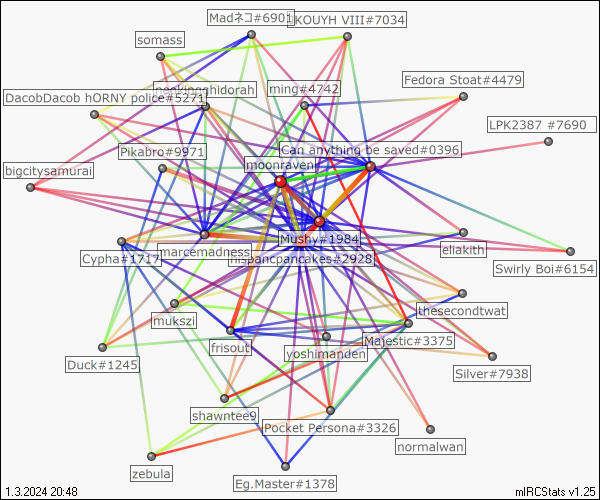 Madネコ#6901
KOUYH VIII#7034
somass
Fedora Stoat#4479
ming#4742
DacobDacob hORNY police#5271
LPK2387 #7690
Can anything be saved#0396
Pikabro#9971
moonraven
bigcitysamurai
Mushy#1984
marcemadness
eliakith
Cypha#1717
pancpancakes#2928
Swirly Boi#6154
thesecondtwat
mukszi
Majestic#3375
frisout
yoshimanden
Duck#1245
Silver#7938
shawntee9
Pocket Persona#3326
normalwan
zebula
Eg.Master#1378
1.3.2024 20:48
mIRCStats v1.25